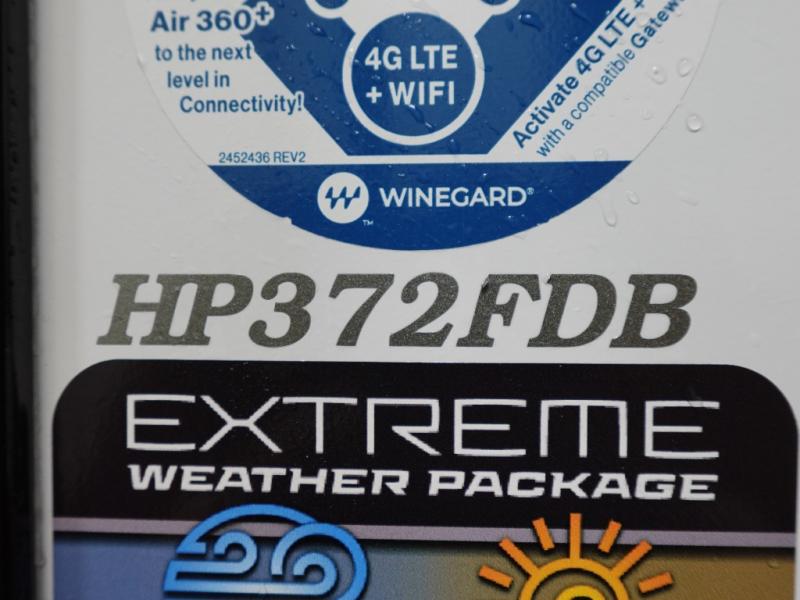 Air 360+
to the next
level in
Connectivity!
4G LTE
+ WIFI
Activate 4G LTE +
with a compatible
2452436 REV2
WINEGARD®
TM
HP372FDB
EXTREME
WEATHER PACKAGE